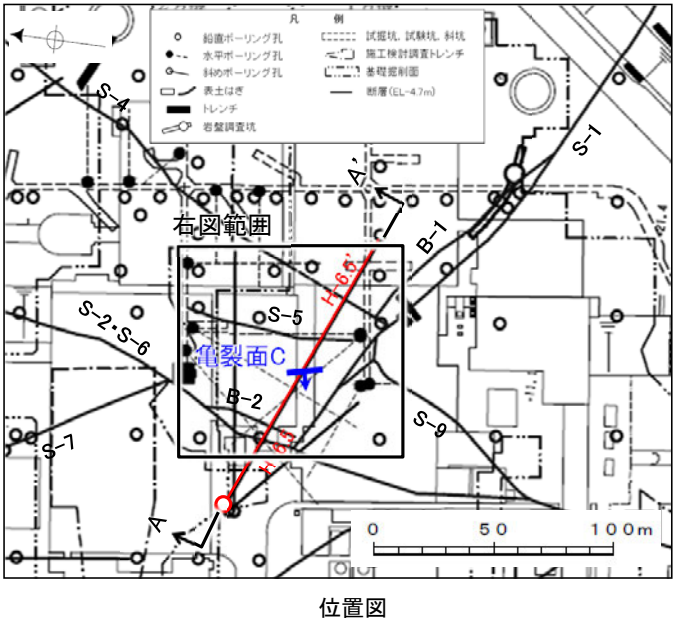 凡 例
鉛直ボーリング孔
水平ボーリング孔
斜めボーリング孔
表土はぎ
トレンチ
岩盤調査坑
試掘坑、試験坑、斜坑
施工検討調査トレンチ
基礎掘削面
断層(EL-4.7m)
S-4
S-1
A'
右図範囲
B-1
21.4
H-6.6'
S-5
S-2・S-6
亀裂面C
B-2
S-9
S-7
H-6.5'
A
0 50 100m
位置図